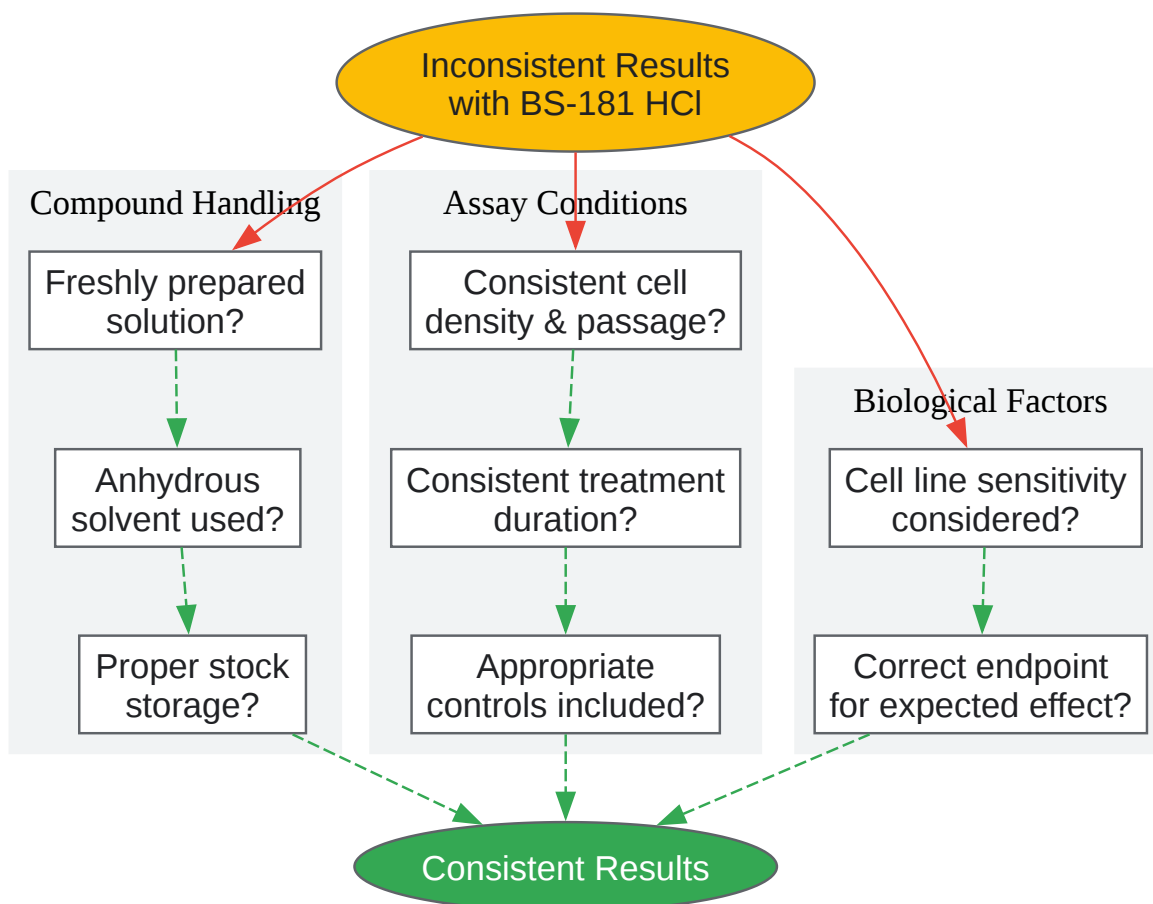 Inconsistent Results
with BS-181 HCl
Compound Handling
Freshly prepared
solution?
Anhydrous
solvent used?
Proper stock
storage?
Assay Conditions
Consistent cell
density & passage?
Consistent treatment
duration?
Appropriate
controls included?
Biological Factors
Cell line sensitivity
considered?
Correct endpoint
for expected effect?
Consistent Results